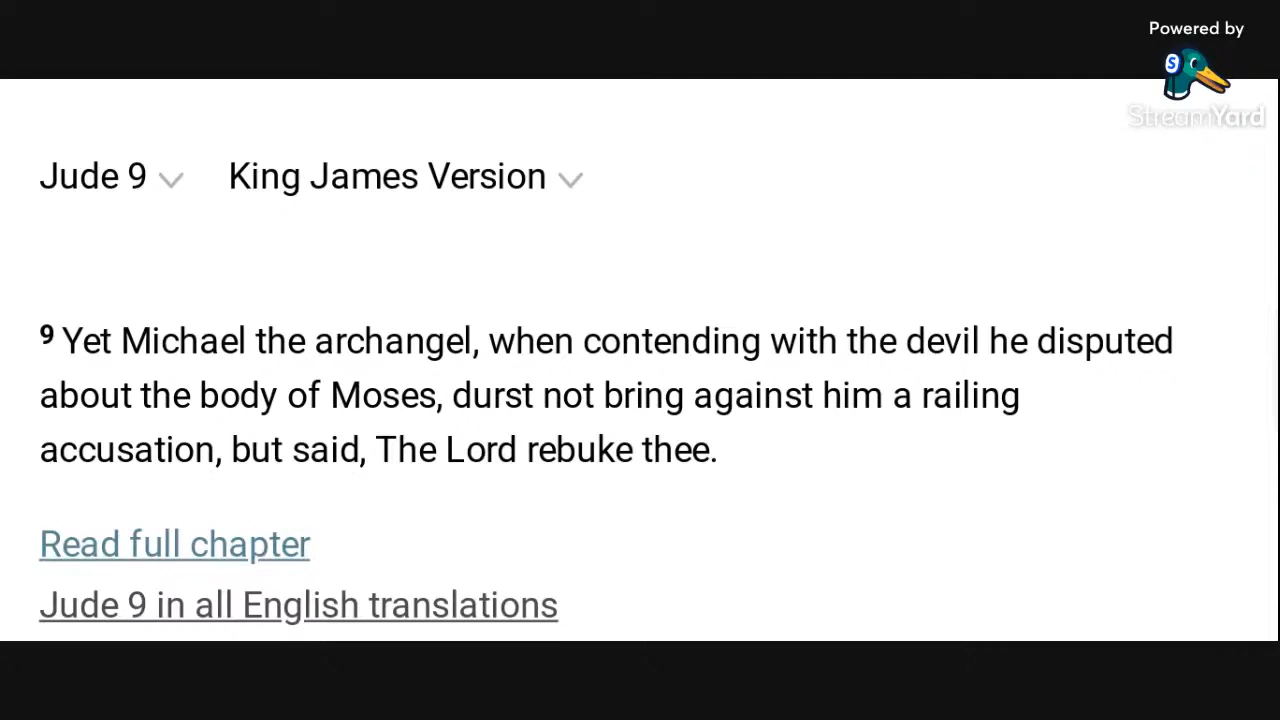 Powered by
S
StreamYard
Jude 9 King James Version
9 Yet Michael the archangel, when contending with the devil he disputed
about the body of Moses, durst not bring against him a railing
accusation, but said, The Lord rebuke thee.
Read full chapter
Jude 9 in all English translations